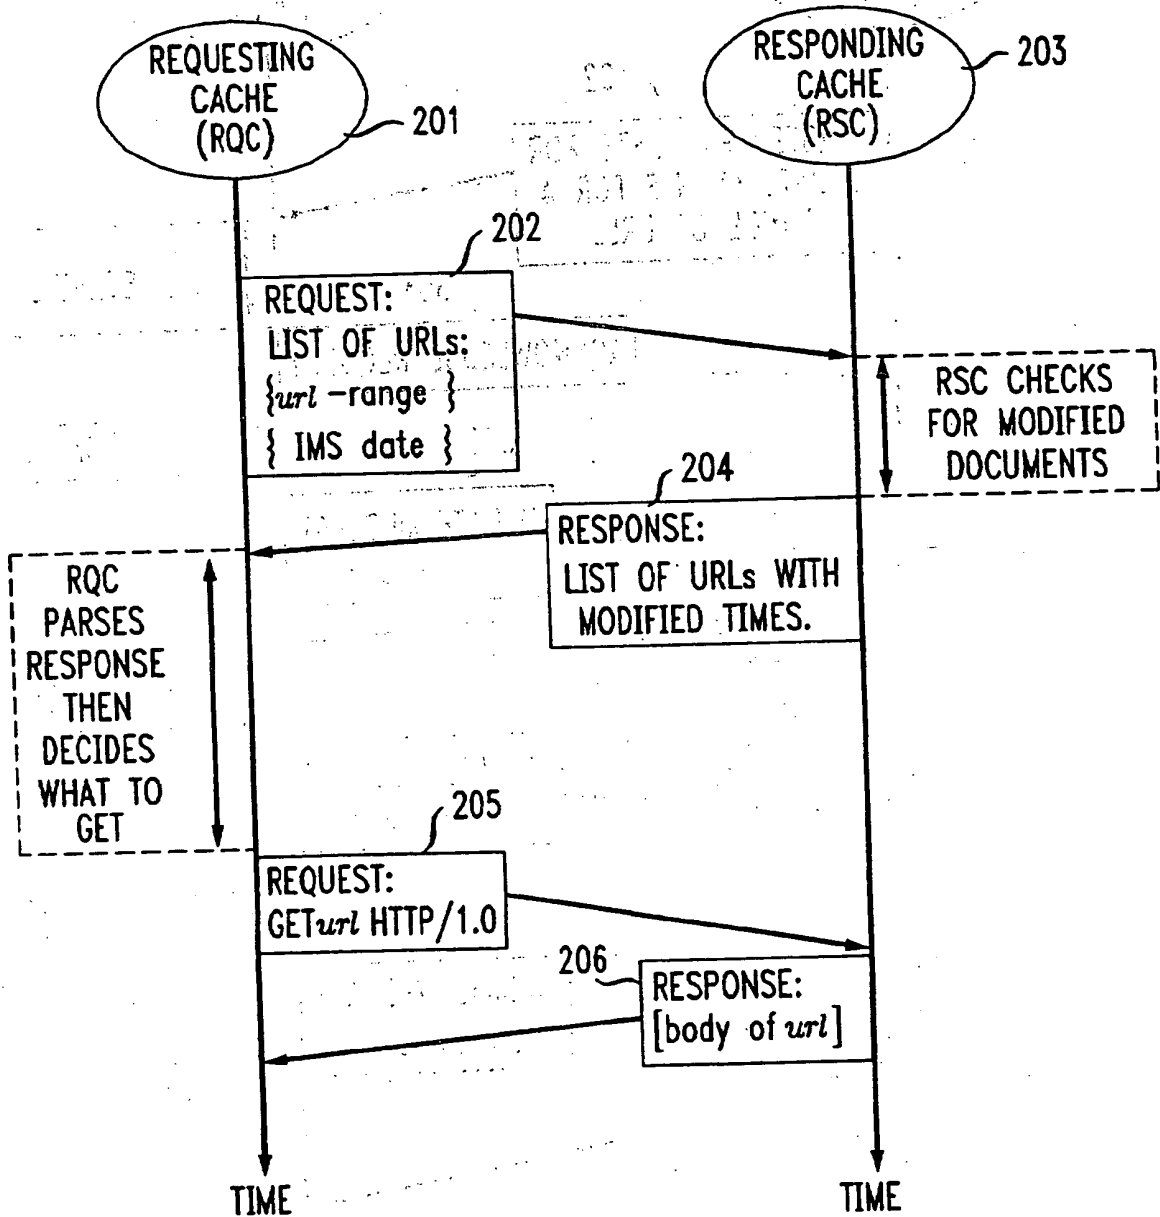 REQUESTING
CACHE
(RQC)
201
RESPONDING
CACHE
(RSC)
203
202
REQUEST:
LIST OF URLs:
{url -range }
{ IMS date }
RSC CHECKS
FOR MODIFIED
DOCUMENTS
204
RESPONSE:
LIST OF URLs WITH
MODIFIED TIMES.
RQC
PARSES
RESPONSE
THEN
DECIDES
WHAT TO
GET
205
REQUEST:
GET url HTTP/1.0
206
RESPONSE:
[body of url]
TIME
TIME